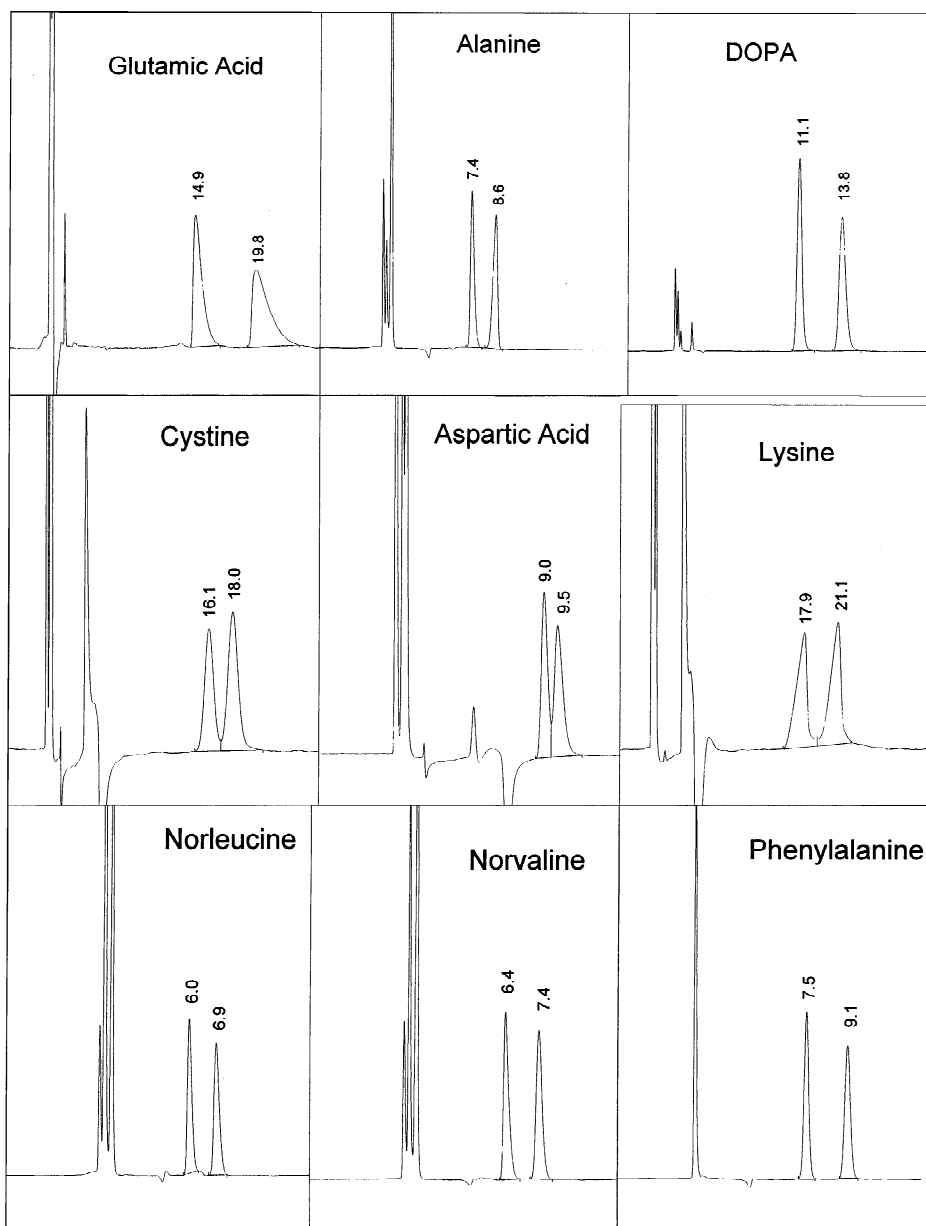 Glutamic Acid
14.9
19.8
Alanine
7.4
8.6
DOPA
11.1
13.8
Cystine
16.1
18.0
Aspartic Acid
9.0
9.5
Lysine
17.9
21.1
Norleucine
6.0
6.9
Norvaline
6.4
7.4
Phenylalanine
7.5
9.1